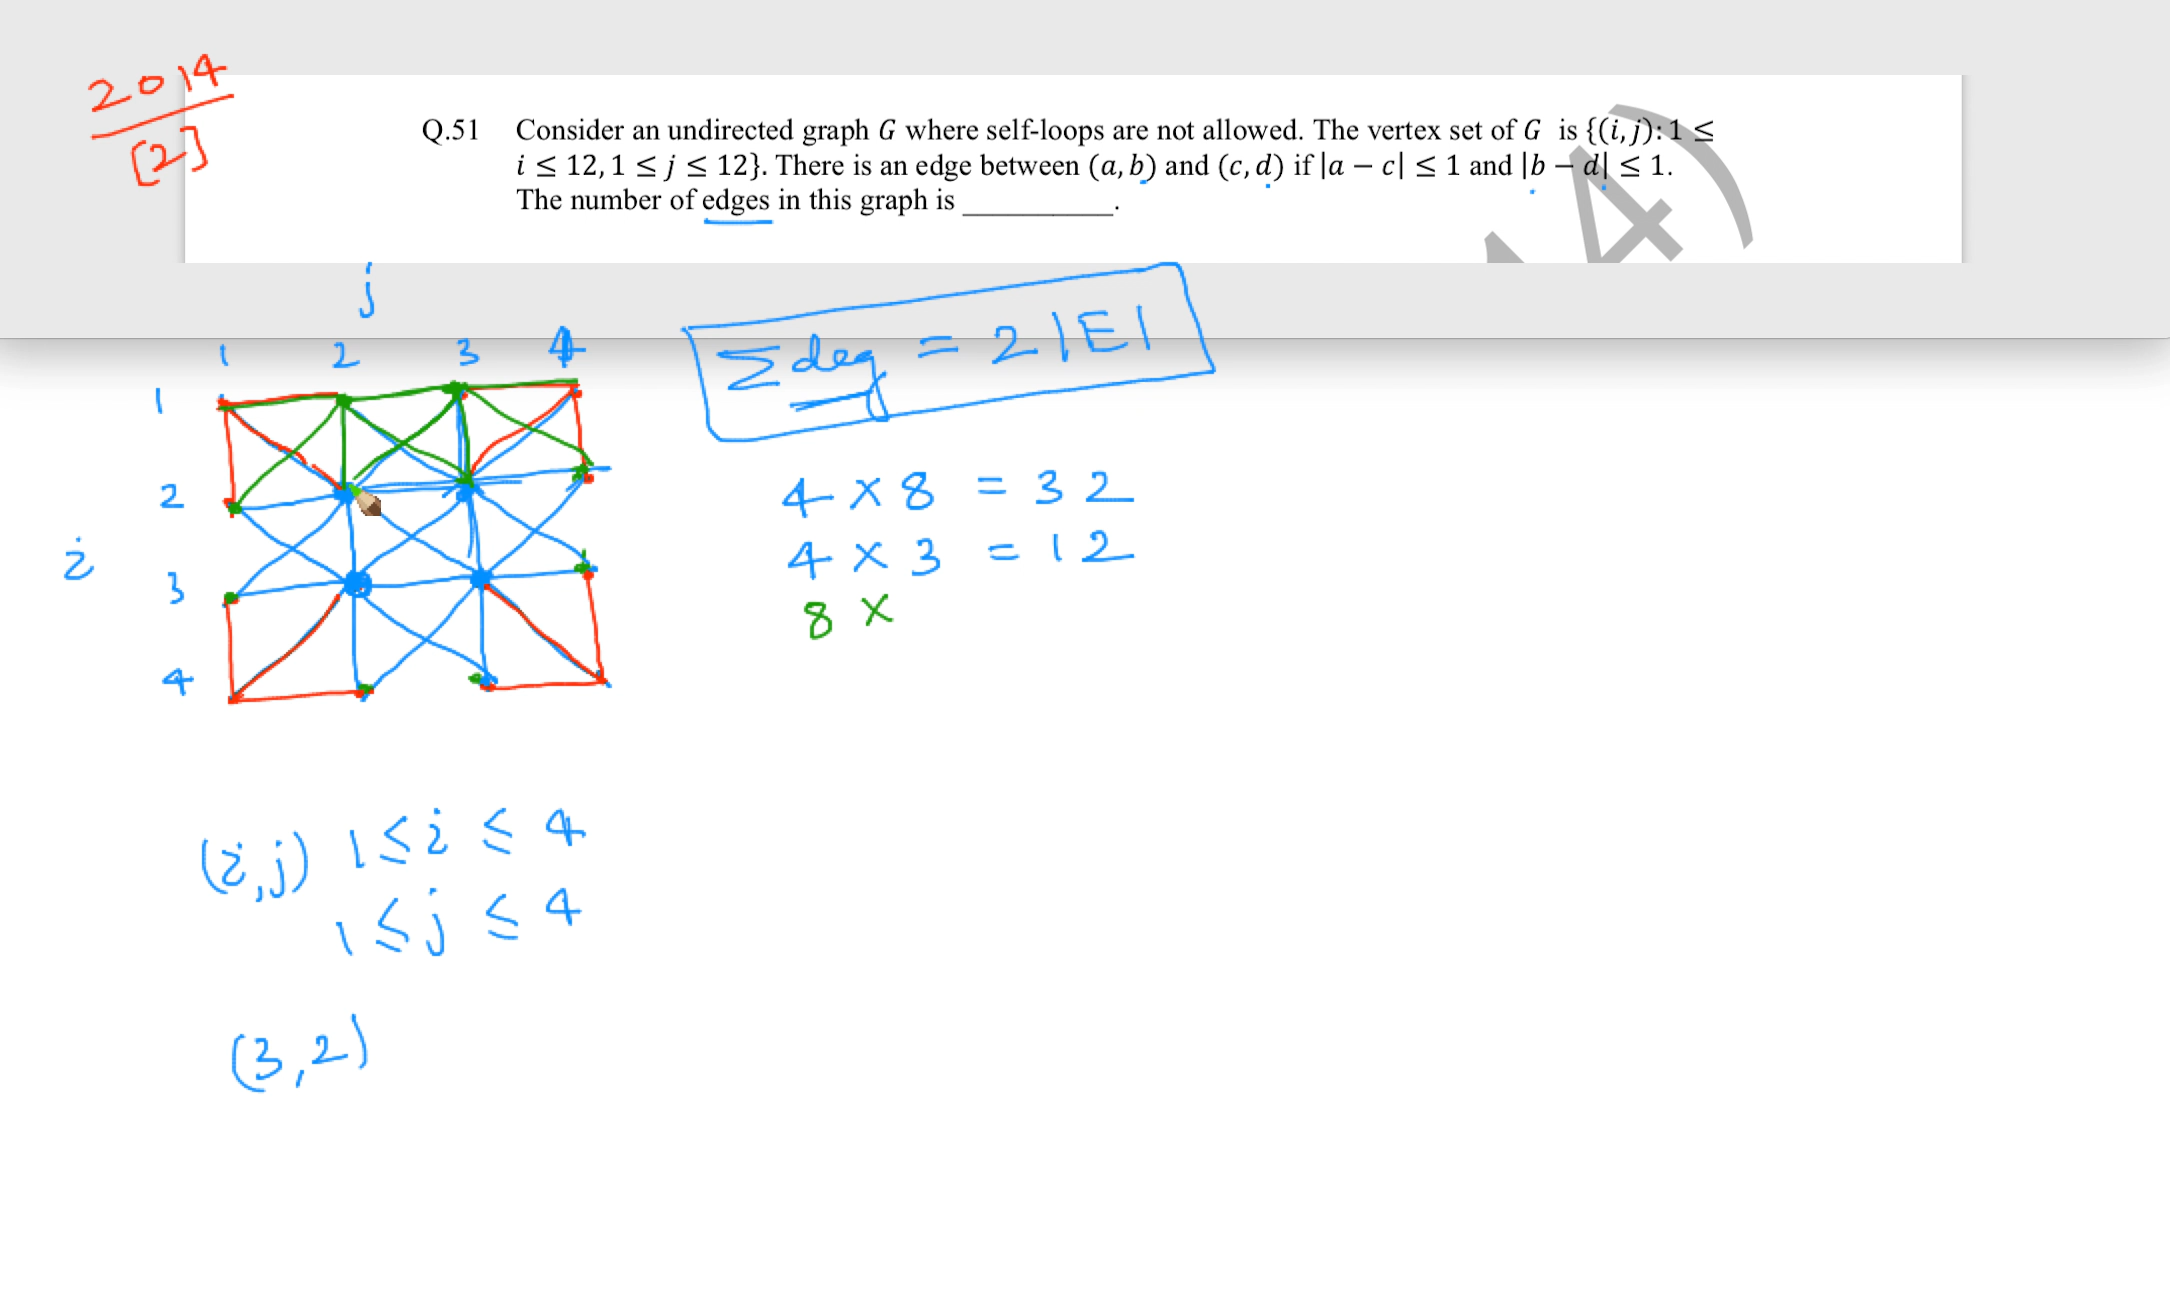 2014
[2]
Q.51 Consider an undirected graph G where self-loops are not allowed. The vertex set of G is {(i, j): 1 ≤
i ≤ 12, 1 ≤ j ≤ 12}. There is an edge between (a, b) and (c, d) if |a − c| ≤ 1 and |b − d| ≤ 1.
The number of edges in this graph is ___________.
4)
j
1 2 3 4
Σ deg = 2|E|
1
2
i
3
4
4 × 8 = 32
4 × 3 = 12
8 ×
(i,j) 1 ≤ i ≤ 4
1 ≤ j ≤ 4
(3,2)